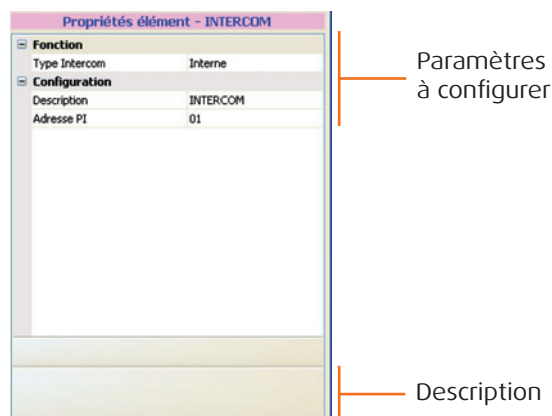 Propriétés élément - INTERCOM
Fonction
Type Intercom Interne
Configuration
Description INTERCOM
Adresse PI 01
Paramètres
à configurer
Description